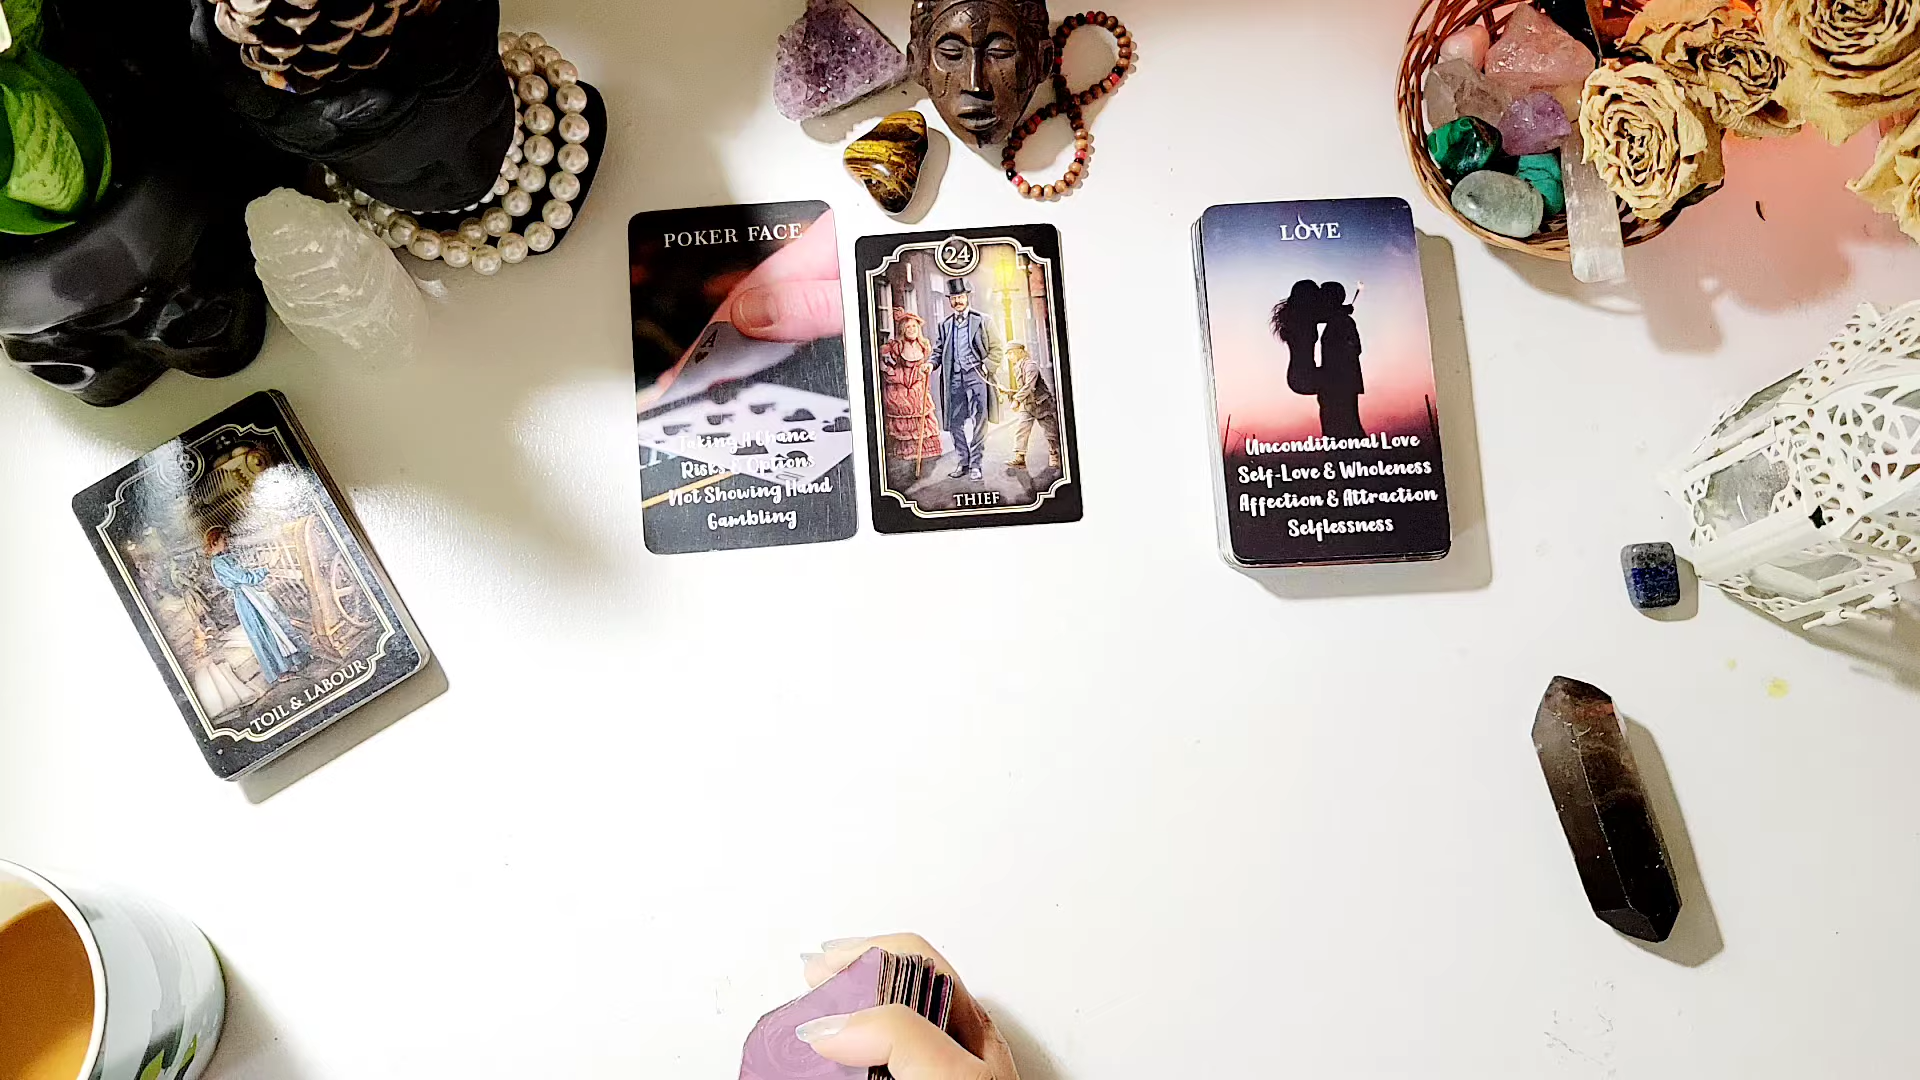 POKER FACE
Taking A Chance
Risks & Options
Not Showing Hand
Gambling
A
24
THIEF
LOVE
Unconditional Love
Self-Love & Wholeness
Affection & Attraction
Selflessness
TOIL & LABOUR